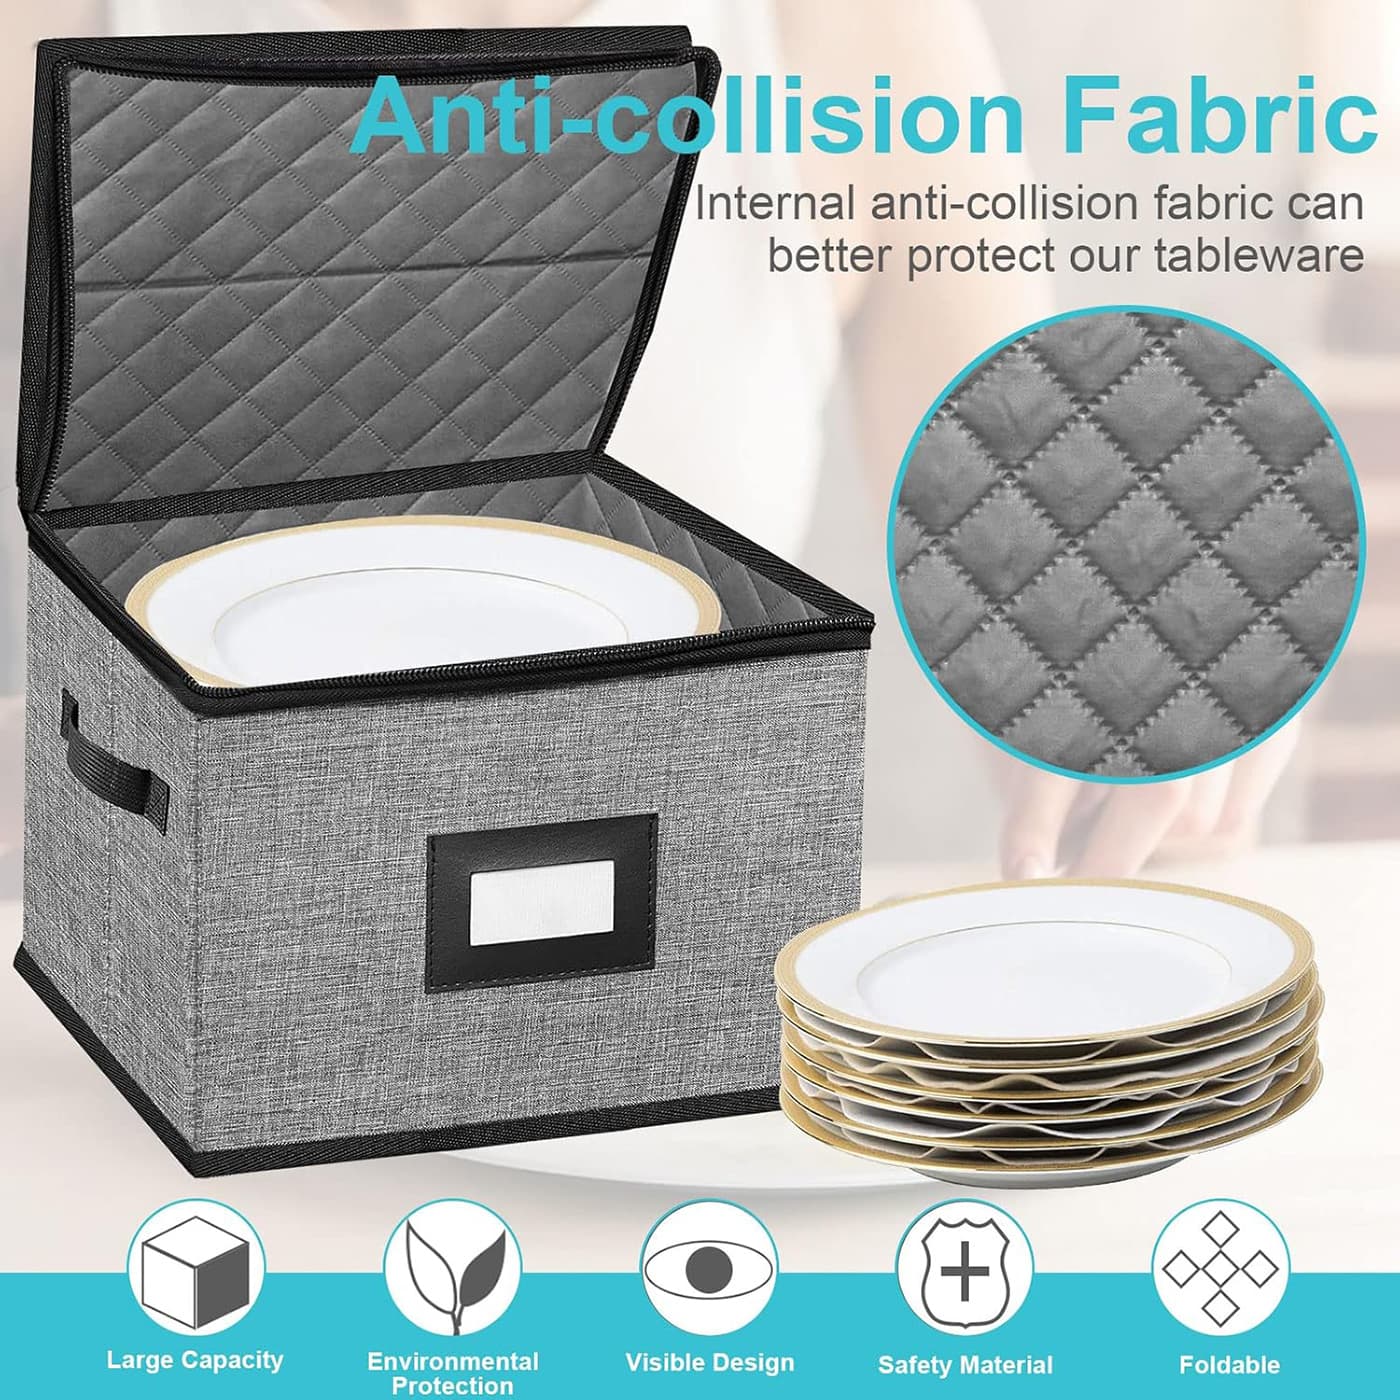 Anti-collision Fabric
Internal anti-collision fabric can
better protect our tableware
Large Capacity
Environmental
Protection
Visible Design
Safety Material
Foldable